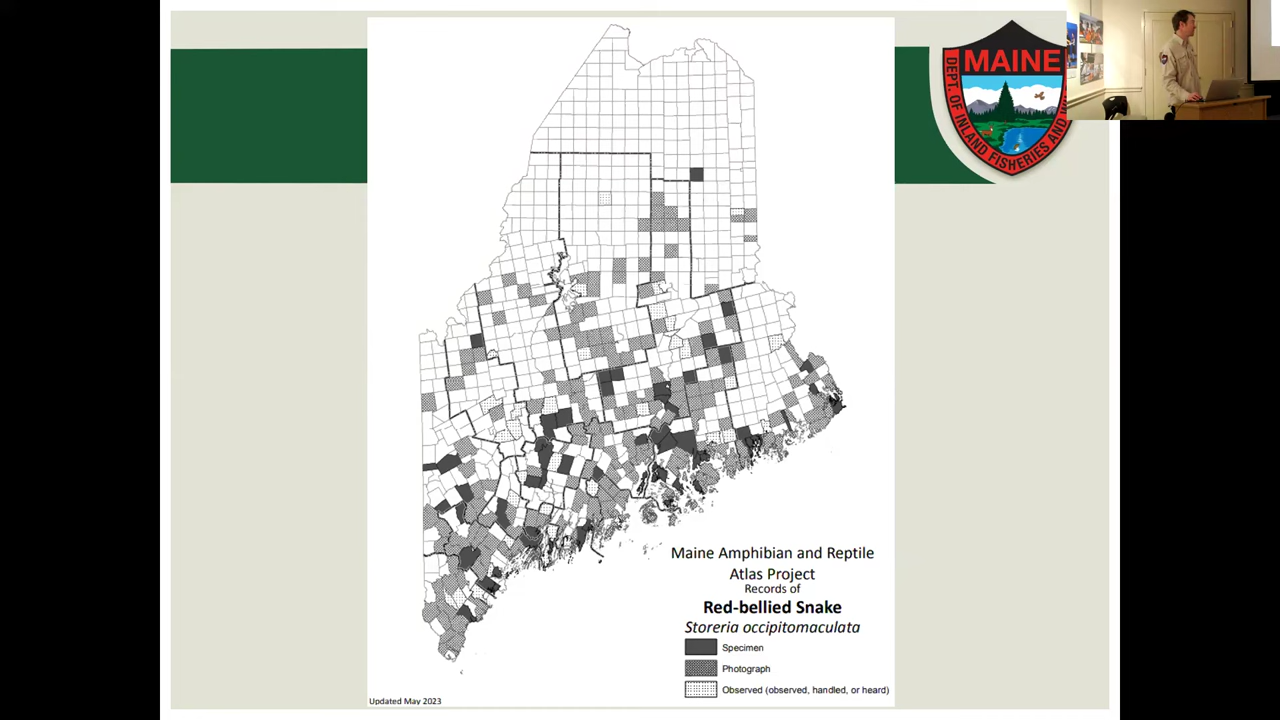 MAINE
DEPT. OF INLAND FISHERIES AND
Maine Amphibian and Reptile
Atlas Project
Records of
Red-bellied Snake
Storeria occipitomaculata
Specimen
Photograph
Observed (observed, handled, or heard)
Updated May 2023